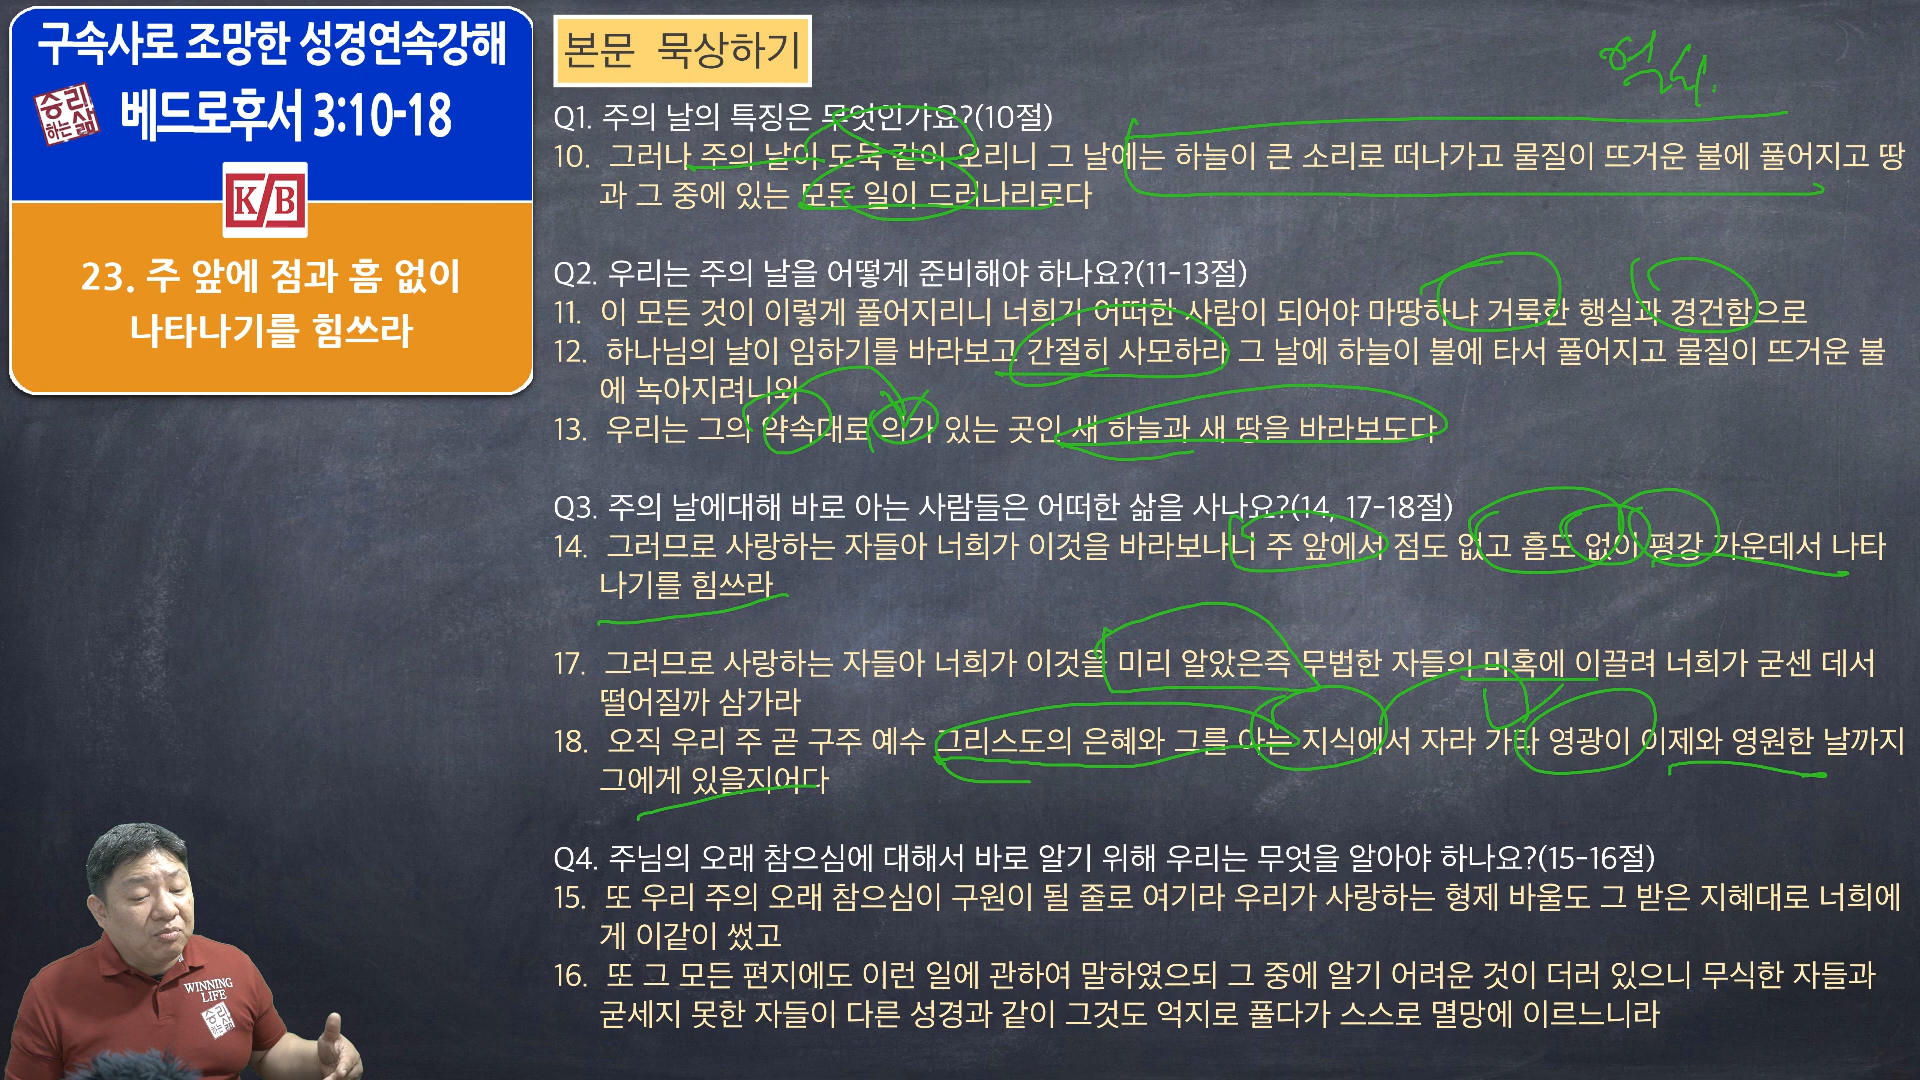 구속사로 조망한 성경연속강해
승리하는 삶
베드로후서 3:10-18
K/B
23. 주 앞에 점과 흠 없이
나타나기를 힘쓰라
본문 묵상하기
Q1. 주의 날의 특징은 무엇인가요?(10절)
10. 그러나 주의 날이 도둑 같이 오리니 그 날에는 하늘이 큰 소리로 떠나가고 물질이 뜨거운 불에 풀어지고 땅
과 그 중에 있는 모든 일이 드러나리로다
Q2. 우리는 주의 날을 어떻게 준비해야 하나요?(11-13절)
11. 이 모든 것이 이렇게 풀어지리니 너희가 어떠한 사람이 되어야 마땅하냐 거룩한 행실과 경건함으로
12. 하나님의 날이 임하기를 바라보고 간절히 사모하라 그 날에 하늘이 불에 타서 풀어지고 물질이 뜨거운 불
에 녹아지려니와
13. 우리는 그의 약속대로 의가 있는 곳인 새 하늘과 새 땅을 바라보도다
Q3. 주의 날에대해 바로 아는 사람들은 어떠한 삶을 사나요?(14, 17-18절)
14. 그러므로 사랑하는 자들아 너희가 이것을 바라보나니 주 앞에서 점도 없고 흠도 없이 평강 가운데서 나타
나기를 힘쓰라
17. 그러므로 사랑하는 자들아 너희가 이것을 미리 알았은즉 무법한 자들의 미혹에 이끌려 너희가 굳센 데서
떨어질까 삼가라
18. 오직 우리 주 곧 구주 예수 그리스도의 은혜와 그를 아는 지식에서 자라 가라 영광이 이제와 영원한 날까지
그에게 있을지어다
Q4. 주님의 오래 참으심에 대해서 바로 알기 위해 우리는 무엇을 알아야 하나요?(15-16절)
15. 또 우리 주의 오래 참으심이 구원이 될 줄로 여기라 우리가 사랑하는 형제 바울도 그 받은 지혜대로 너희에
게 이같이 썼고
16. 또 그 모든 편지에도 이런 일에 관하여 말하였으되 그 중에 알기 어려운 것이 더러 있으니 무식한 자들과
굳세지 못한 자들이 다른 성경과 같이 그것도 억지로 풀다가 스스로 멸망에 이르느니라
WINNING
LIFE
승리하는 삶